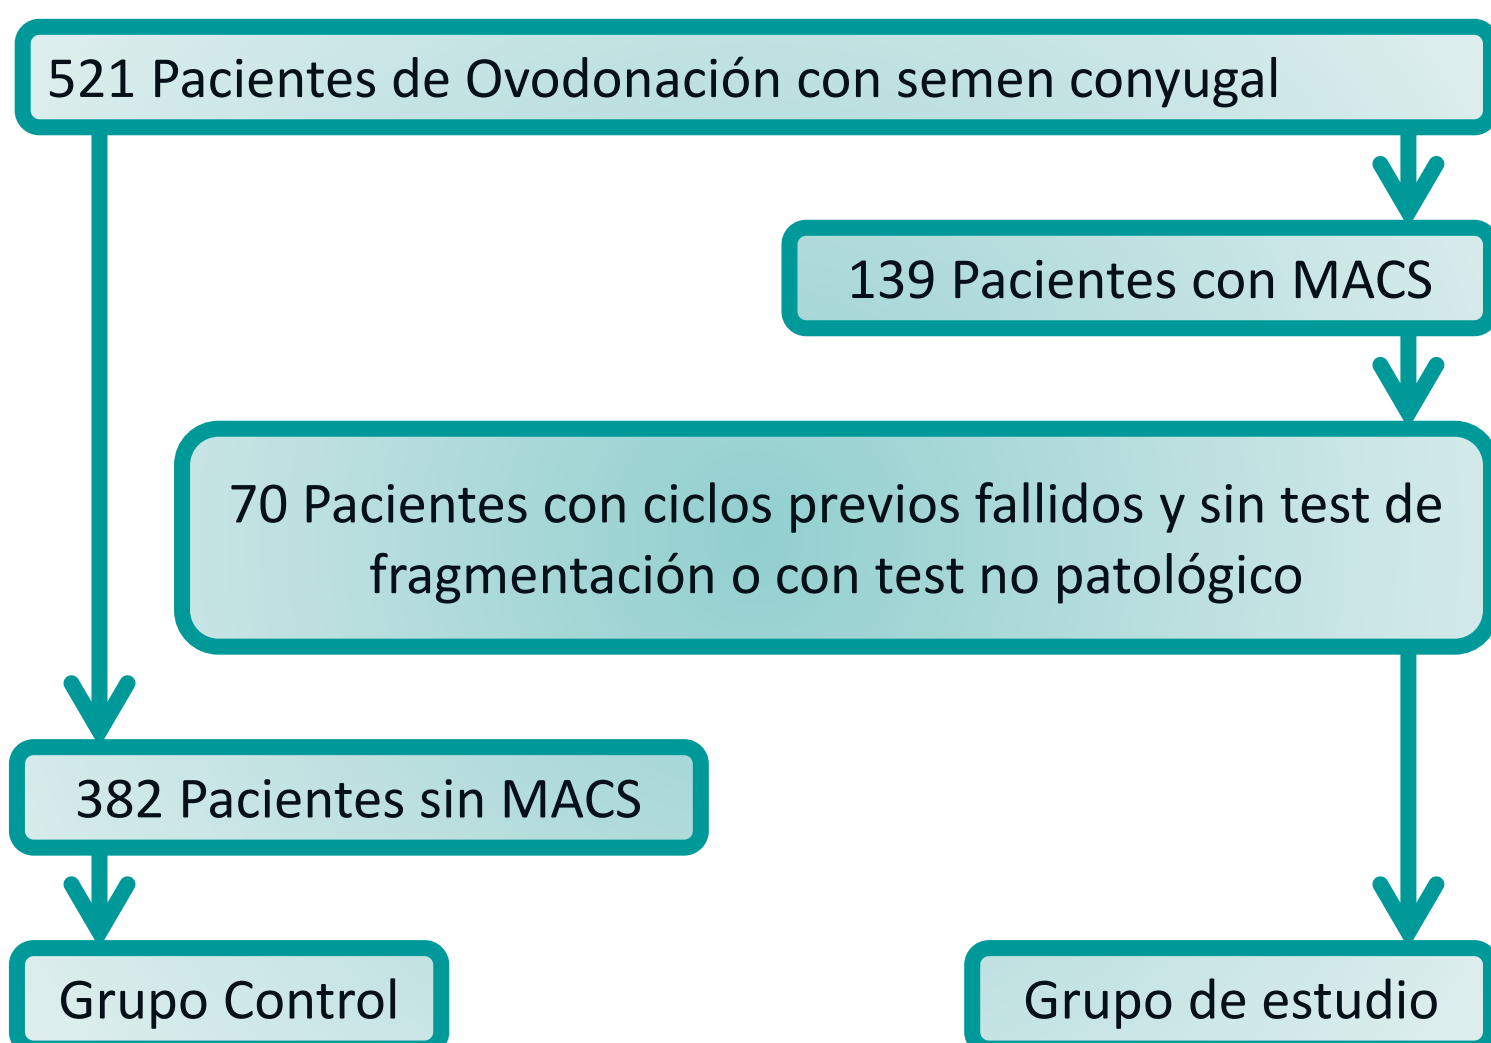 521 Pacientes de Ovodonación con semen conyugal
139 Pacientes con MACS
70 Pacientes con ciclos previos fallidos y sin test de
fragmentación o con test no patológico
382 Pacientes sin MACS
Grupo Control
Grupo de estudio